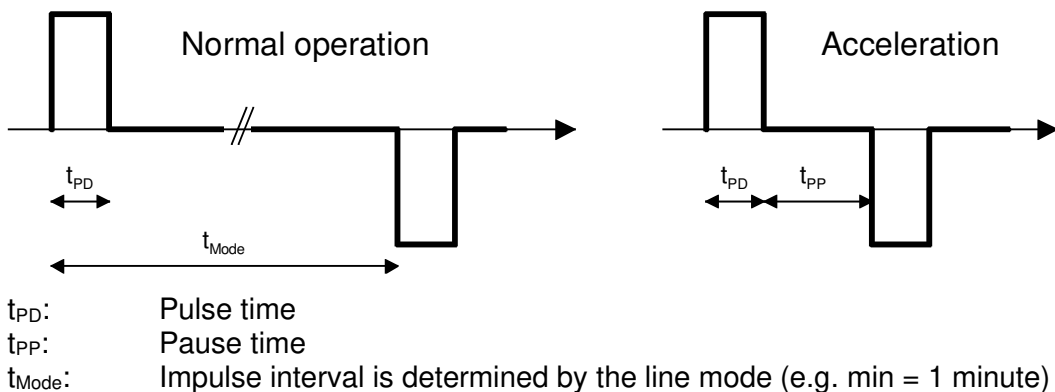 Normal operation
Acceleration
tPD
tMode
tPD
tPP
tPD: Pulse time
tPP: Pause time
tMode: Impulse interval is determined by the line mode (e.g. min = 1 minute)